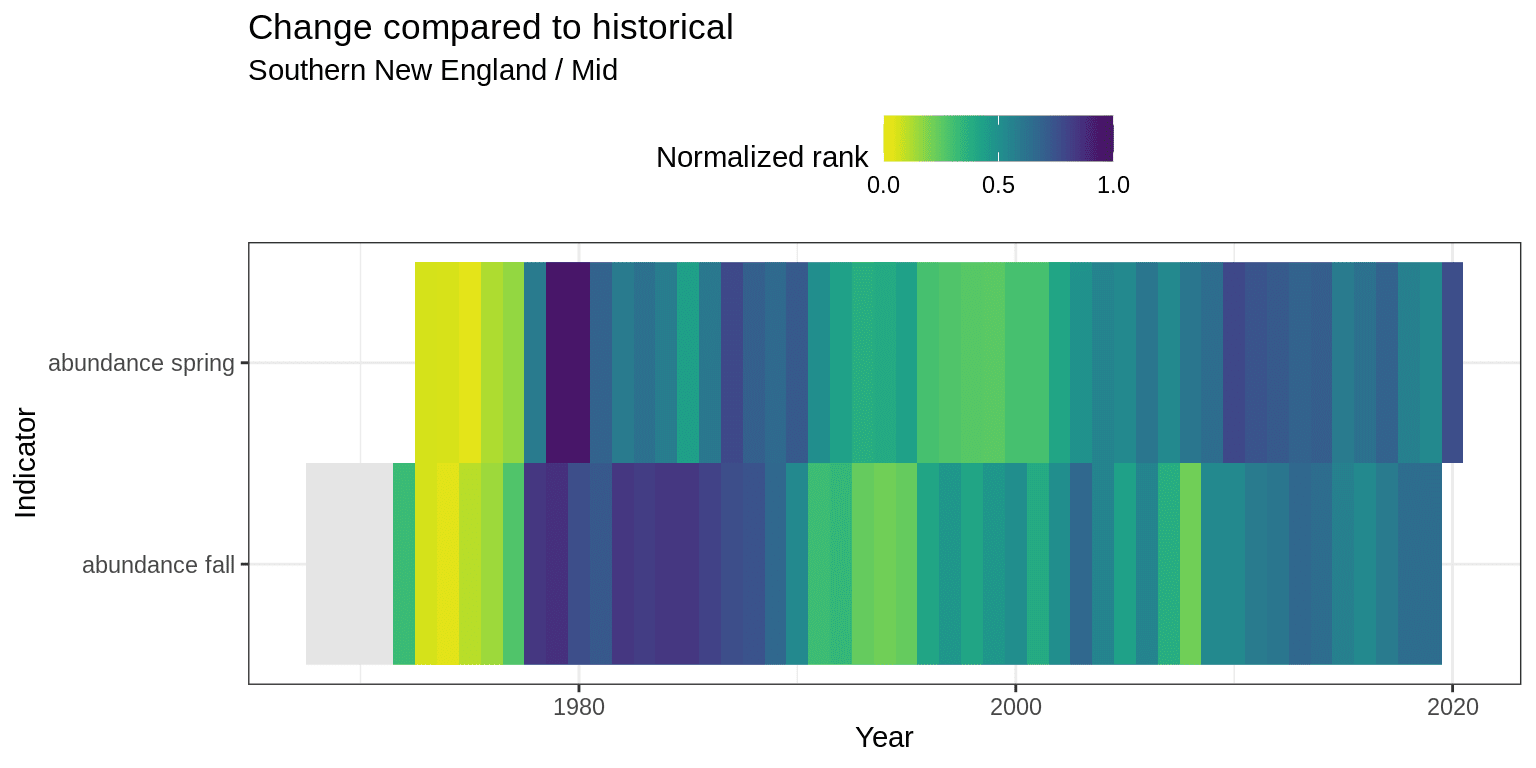 Change compared to historical
Southern New England / Mid
Normalized rank
0.0 0.5 1.0
abundance spring
abundance fall
Indicator
1980 2000 2020
Year